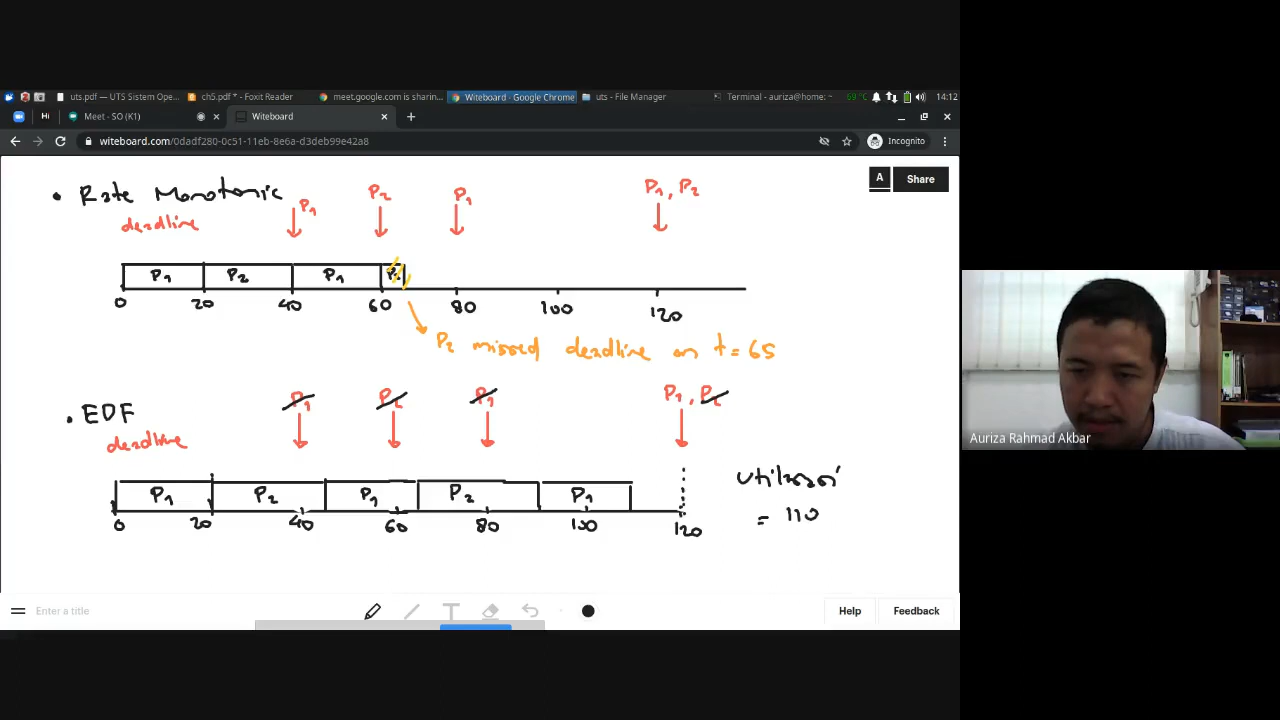 uts.pdf — UTS Sistem Ope... ch5.pdf * - Foxit Reader meet.google.com is sharin... Witeboard - Google Chrome uts - File Manager Terminal - auriza@home: ~ 69°C 14:12
Hi Meet - SO (K1) Witeboard
witeboard.com/0dadf280-0c51-11eb-8e6a-d3deb99e42a8 Incognito
A Share
• Rate Monotonic
deadline
P1 P2 P1 P1, P2
P1 P2 P1 P2
0 20 40 60 80 100 120
P2 missed deadline on t=65
• EDF
deadline
P1 P2 P1 P1, P2
P1 P2 P1 P2 P1
0 20 40 60 80 100 120
utilisasi
= 110
Auriza Rahmad Akbar
Enter a title T Help Feedback